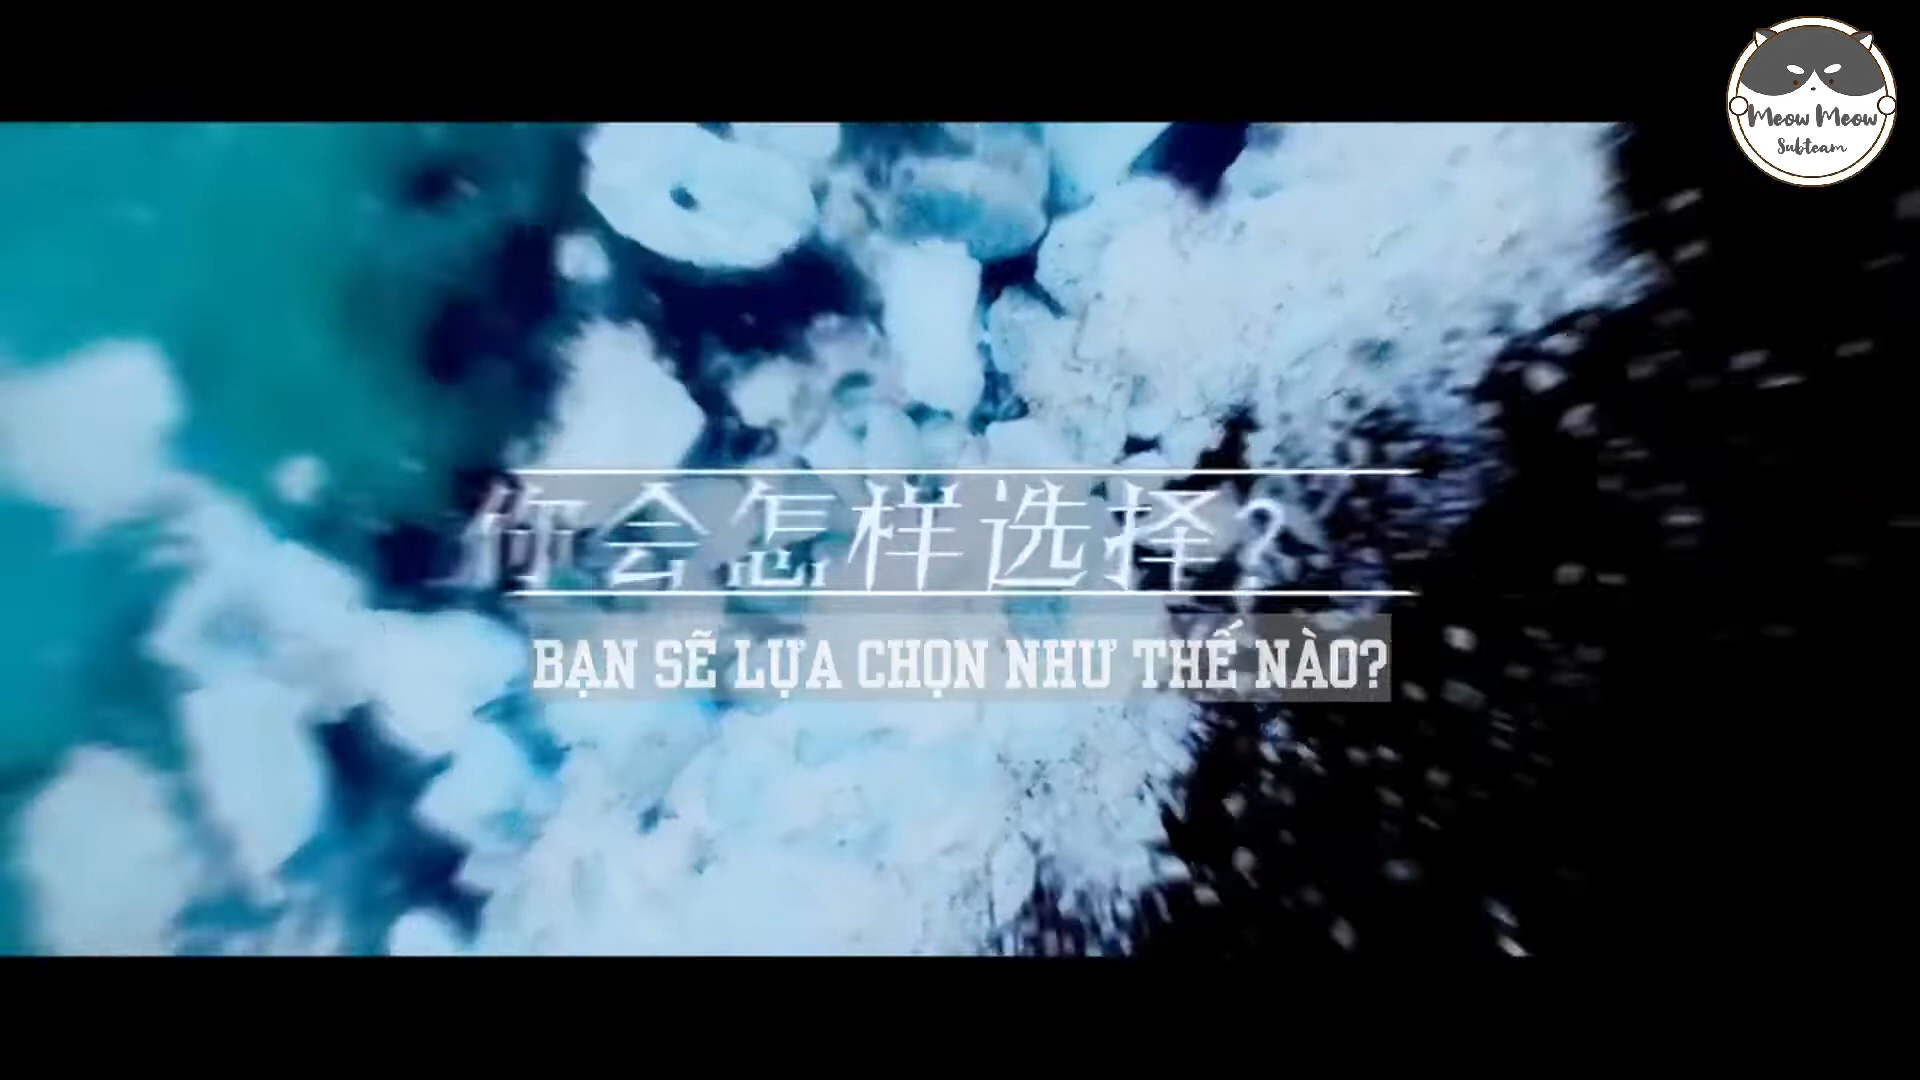 Meow Meow
Subteam
你会怎样选择?
BẠN SẼ LỰA CHỌN NHƯ THẾ NÀO?